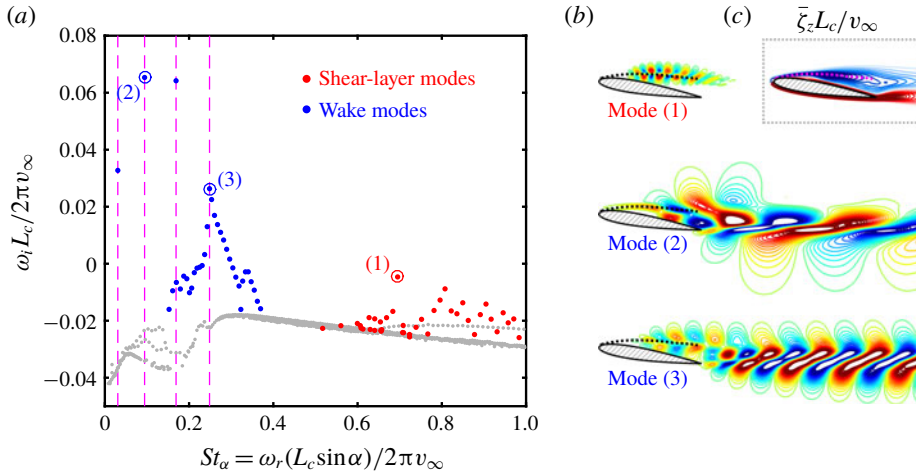 (a)
(b)
(c)
ζ̄zLc/v∞
0.08
0.06
0.04
0.02
0
−0.02
−0.04
ωiLc/2πv∞
(2)
(3)
(1)
Shear-layer modes
Wake modes
0
0.2
0.4
0.6
0.8
1.0
Stα = ωr(Lc sinα)/2πv∞
Mode (1)
Mode (2)
Mode (3)